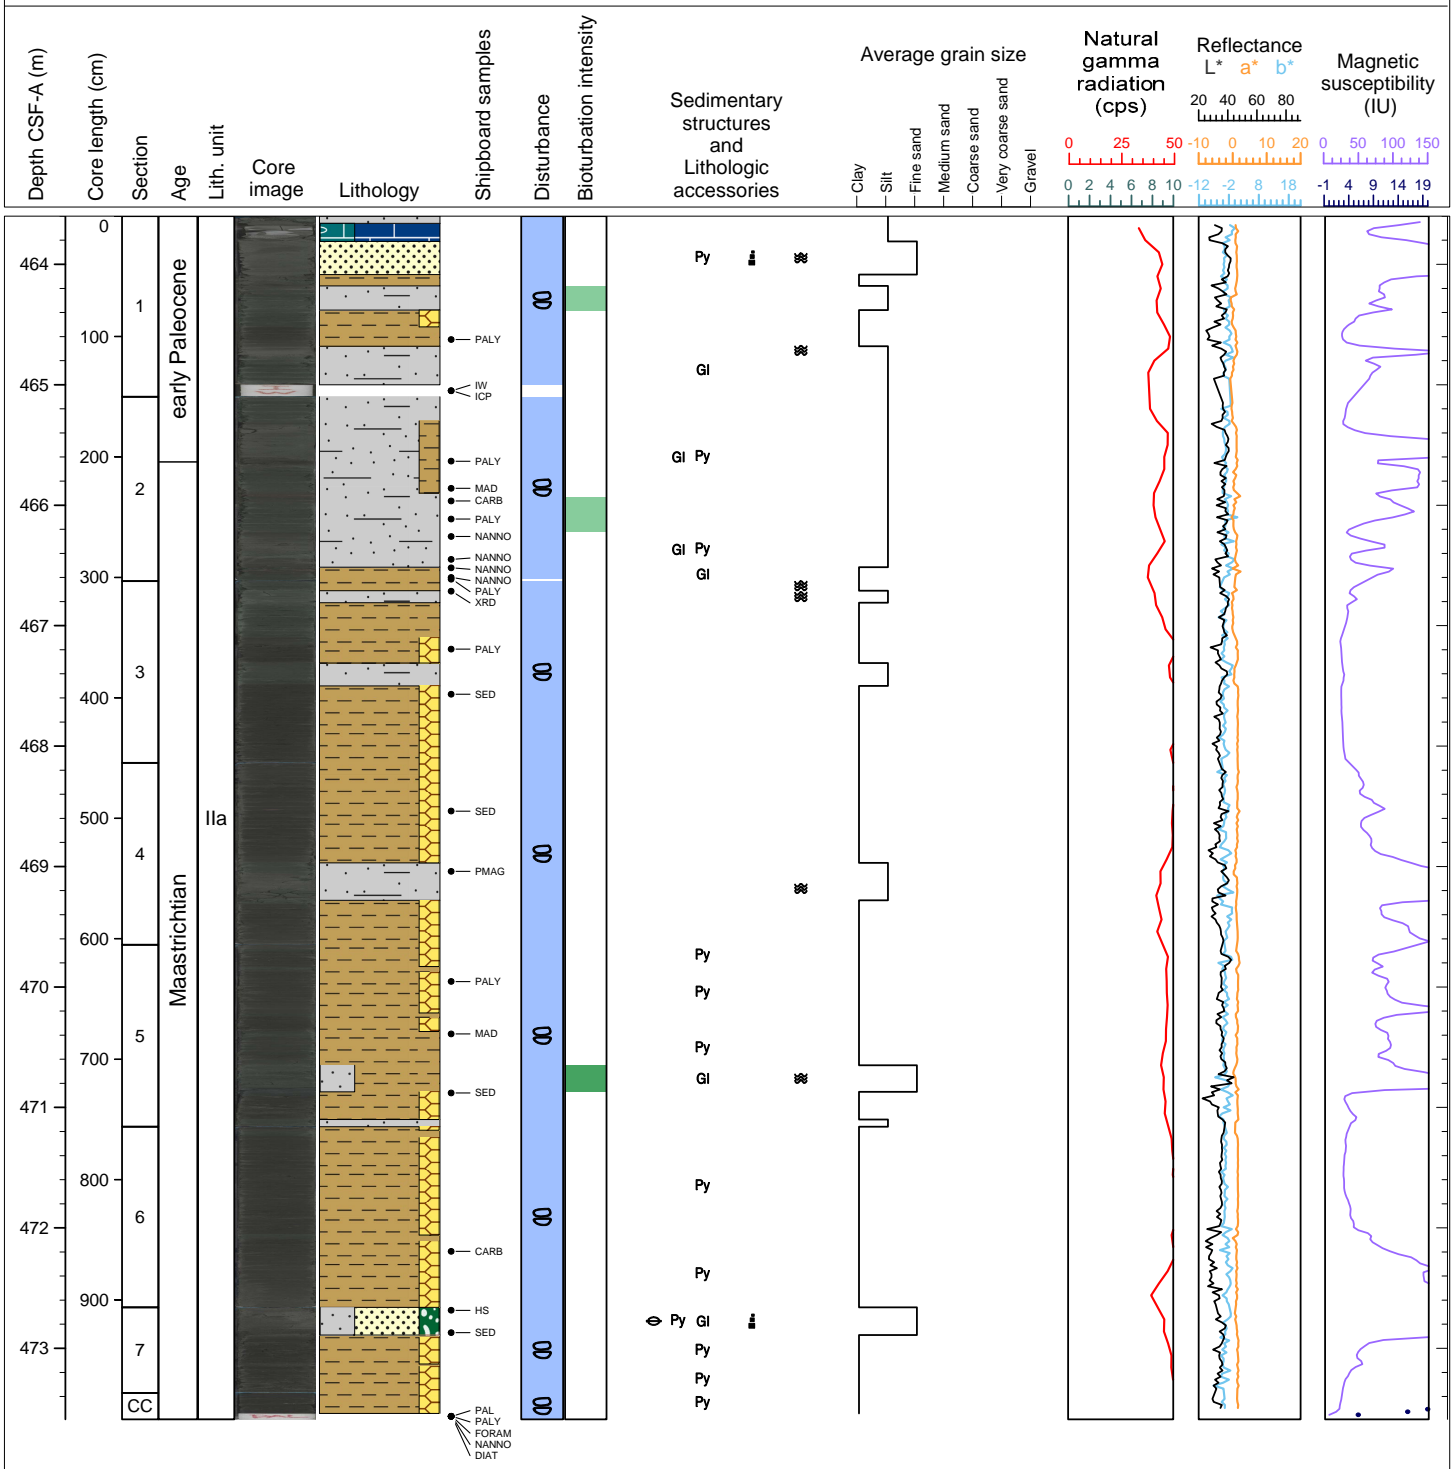 Depth CSF-A (m)
Core length (cm)
Section
Age
Lith. unit
Core
image
Lithology
Shipboard samples
Disturbance
Bioturbation intensity
Sedimentary
structures
and
Lithologic
accessories
Average grain size
Clay
Silt
Fine sand
Medium sand
Coarse sand
Very coarse sand
Gravel
Natural
gamma
radiation
(cps)
0 25 50
0 2 4 6 8 10
Reflectance
L* a* b*
20 40 60 80
-10 0 10 20
-12 -2 8 18
Magnetic
susceptibility
(IU)
0 50 100 150
-1 4 9 14 19
464
465
466
467
468
469
470
471
472
473
0
100
200
300
400
500
600
700
800
900
1
2
3
4
5
6
7
CC
early Paleocene
Maastrichtian
IIa
PALY
IW
ICP
PALY
MAD
CARB
PALY
NANNO
NANNO
NANNO
NANNO
PALY
XRD
PALY
SED
SED
PMAG
PALY
MAD
SED
CARB
HS
SED
PAL
PALY
FORAM
NANNO
DIAT
Py
Gl
Gl Py
Gl Py
Gl
Py
Py
Py
Gl
Py
Py
Py Gl
Py
Py
Py